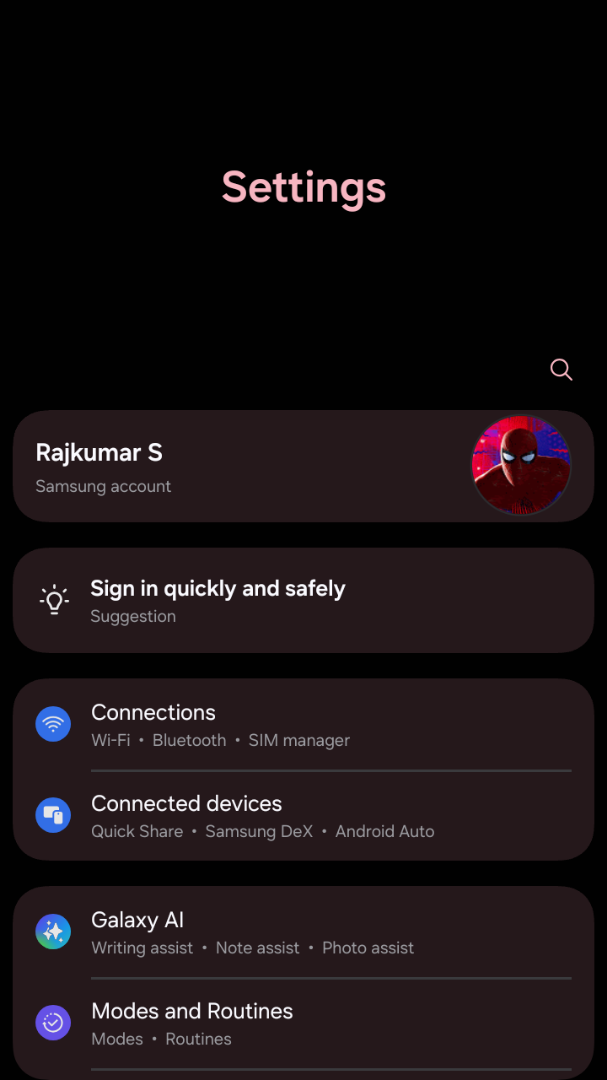 Settings
Rajkumar S
Samsung account
Sign in quickly and safely
Suggestion
Connections
Wi-Fi • Bluetooth • SIM manager
Connected devices
Quick Share • Samsung DeX • Android Auto
Galaxy AI
Writing assist • Note assist • Photo assist
Modes and Routines
Modes • Routines